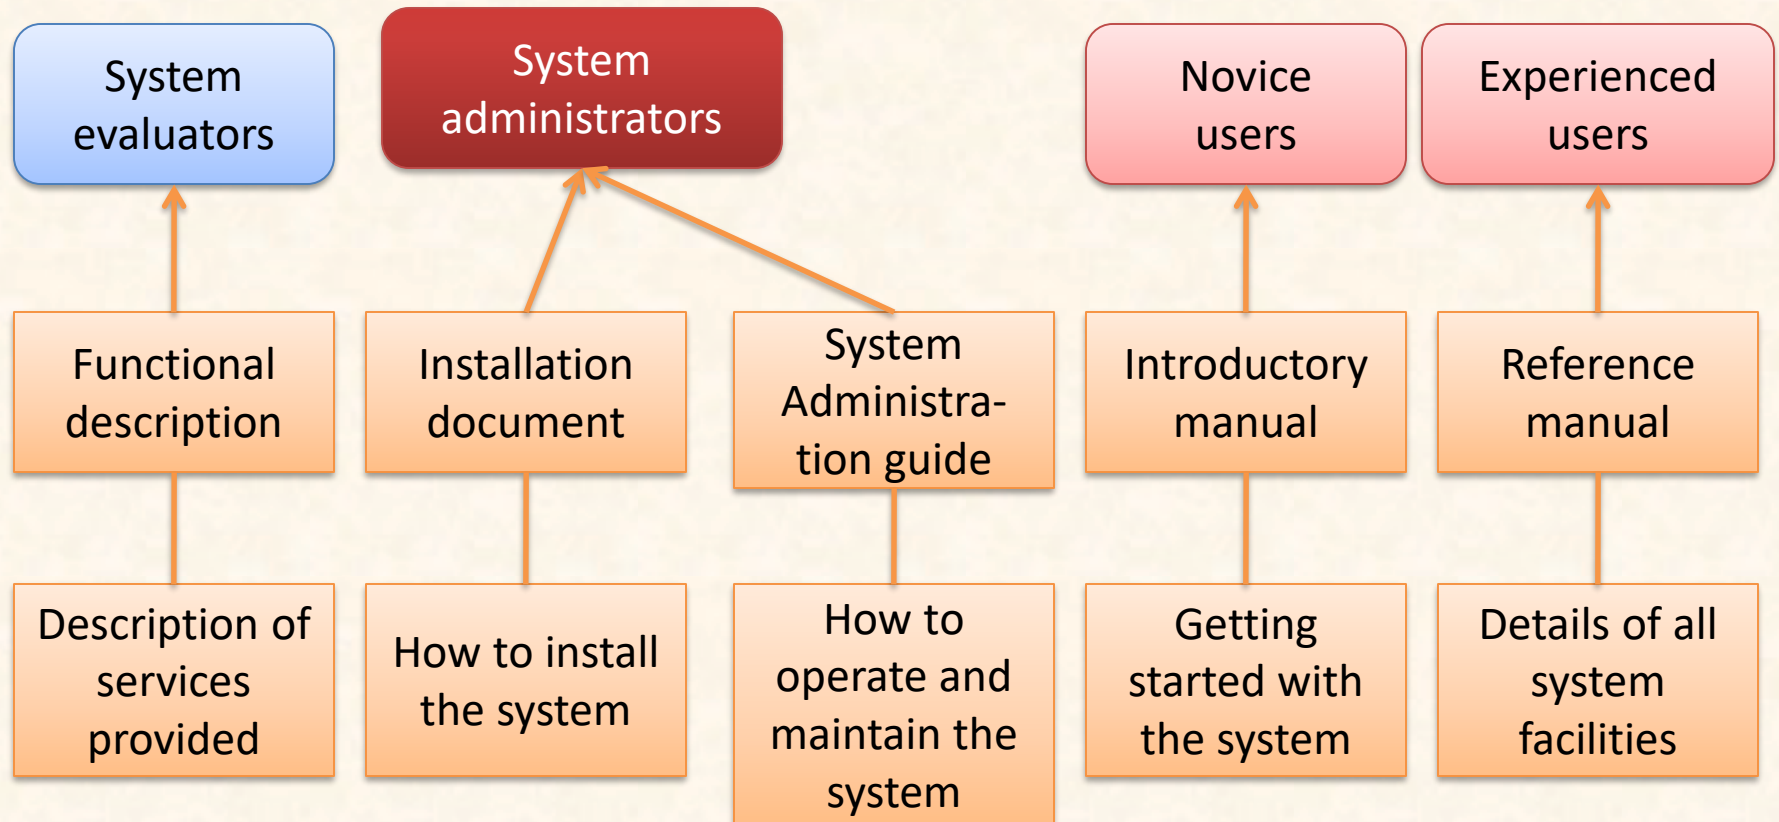 System
evaluators
System
administrators
Novice
users
Experienced
users
Functional
description
Installation
document
System
Administra-
tion guide
Introductory
manual
Reference
manual
Description of
services
provided
How to install
the system
How to
operate and
maintain the
system
Getting
started with
the system
Details of all
system
facilities